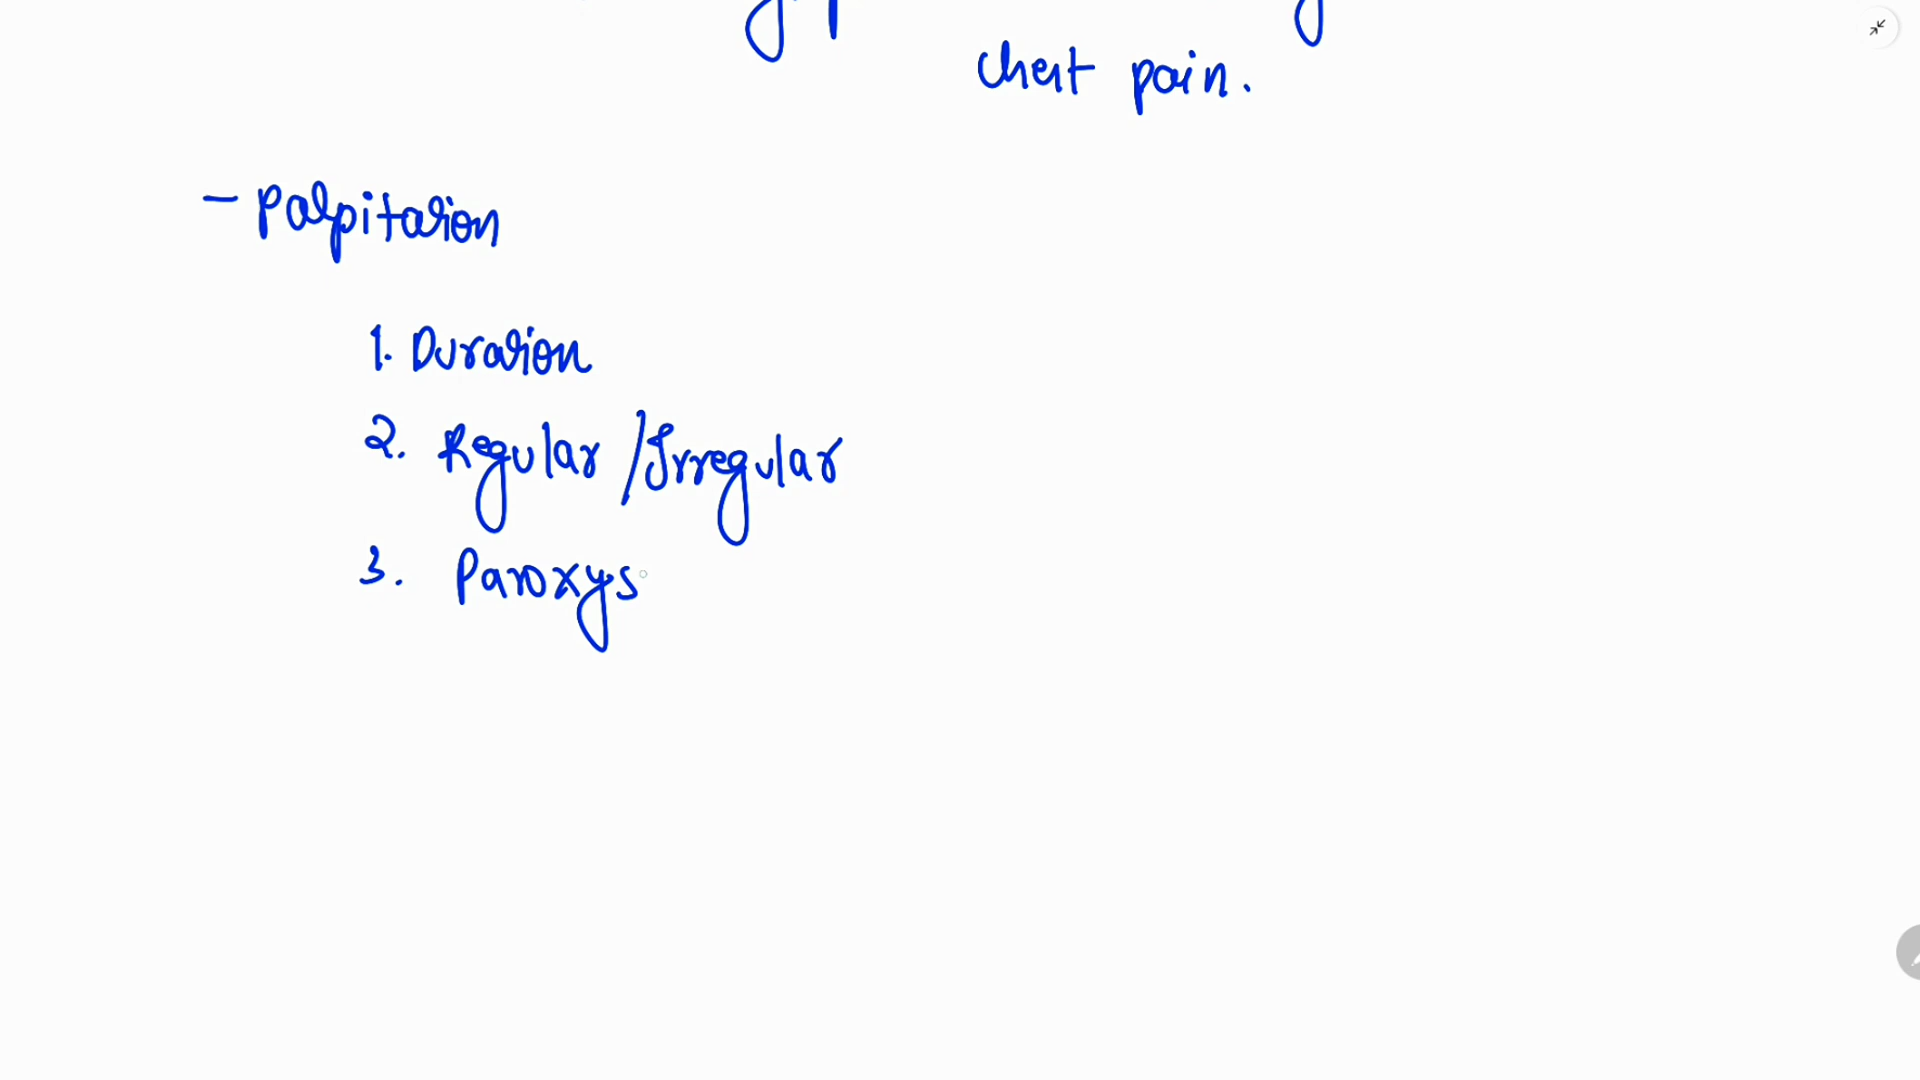 chest pain.
- Palpitation
1. Duration
2. Regular / Irregular
3. Paroxys